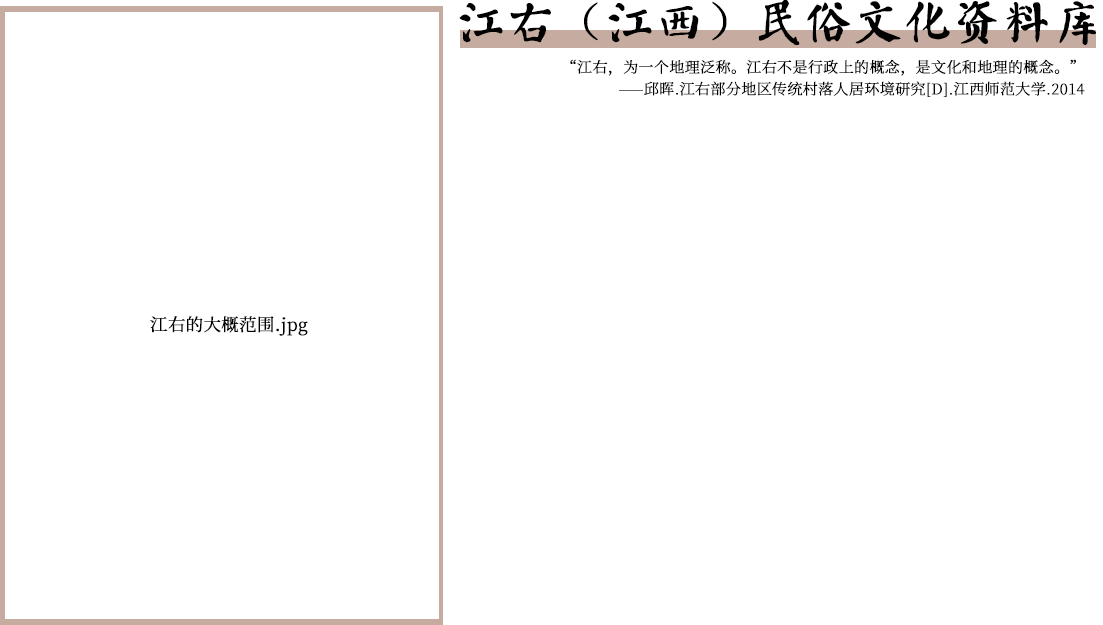 江右（江西）民俗文化资料库
“江右，为一个地理泛称。江右不是行政上的概念，是文化和地理的概念。”
——邱晖.江右部分地区传统村落人居环境研究[D].江西师范大学.2014
江右的大概范围.jpg